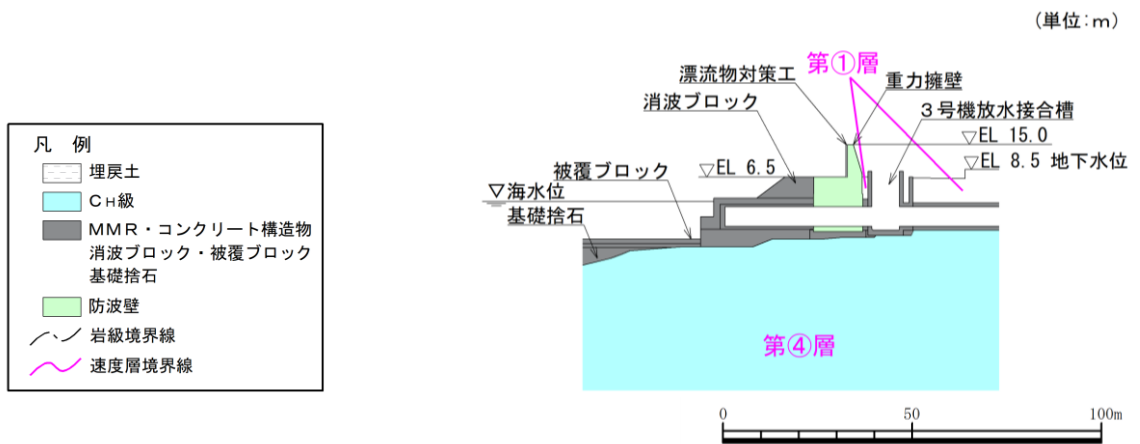 (単位:m)
第①層
漂流物対策工
重力擁壁
消波ブロック
3号機放水接合槽
▽EL 15.0
▽EL 6.5
▽EL 8.5 地下水位
被覆ブロック
▽海水位
基礎捨石
第④層
凡 例
埋戻土
CH級
MMR・コンクリート構造物
消波ブロック・被覆ブロック
基礎捨石
防波壁
岩級境界線
速度層境界線
0 50 100m